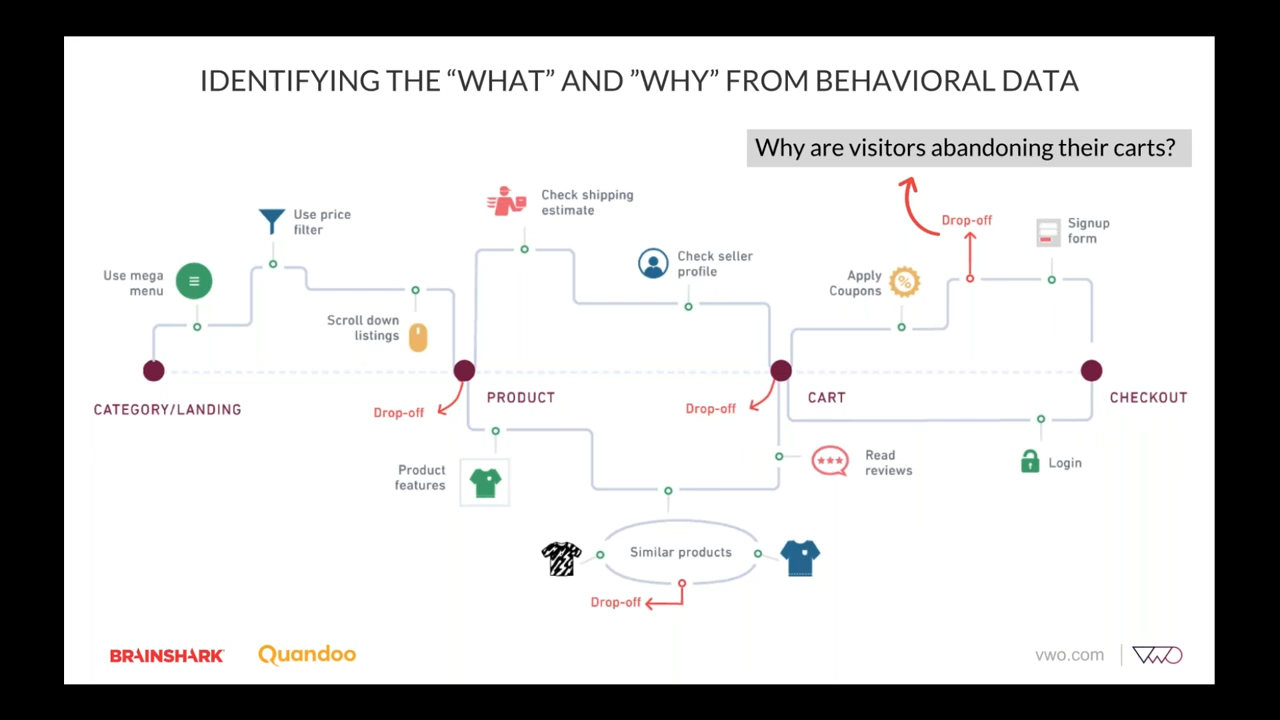 IDENTIFYING THE “WHAT” AND ”WHY” FROM BEHAVIORAL DATA
Why are visitors abandoning their carts?
Use mega
menu
Use price
filter
Scroll down
listings
Check shipping
estimate
Check seller
profile
Apply
Coupons
Drop-off
Signup
form
CATEGORY/LANDING
Drop-off
PRODUCT
Drop-off
CART
CHECKOUT
Product
features
Read
reviews
Login
Similar products
Drop-off
BRAINSHARK
Quandoo
vwo.com
VWO